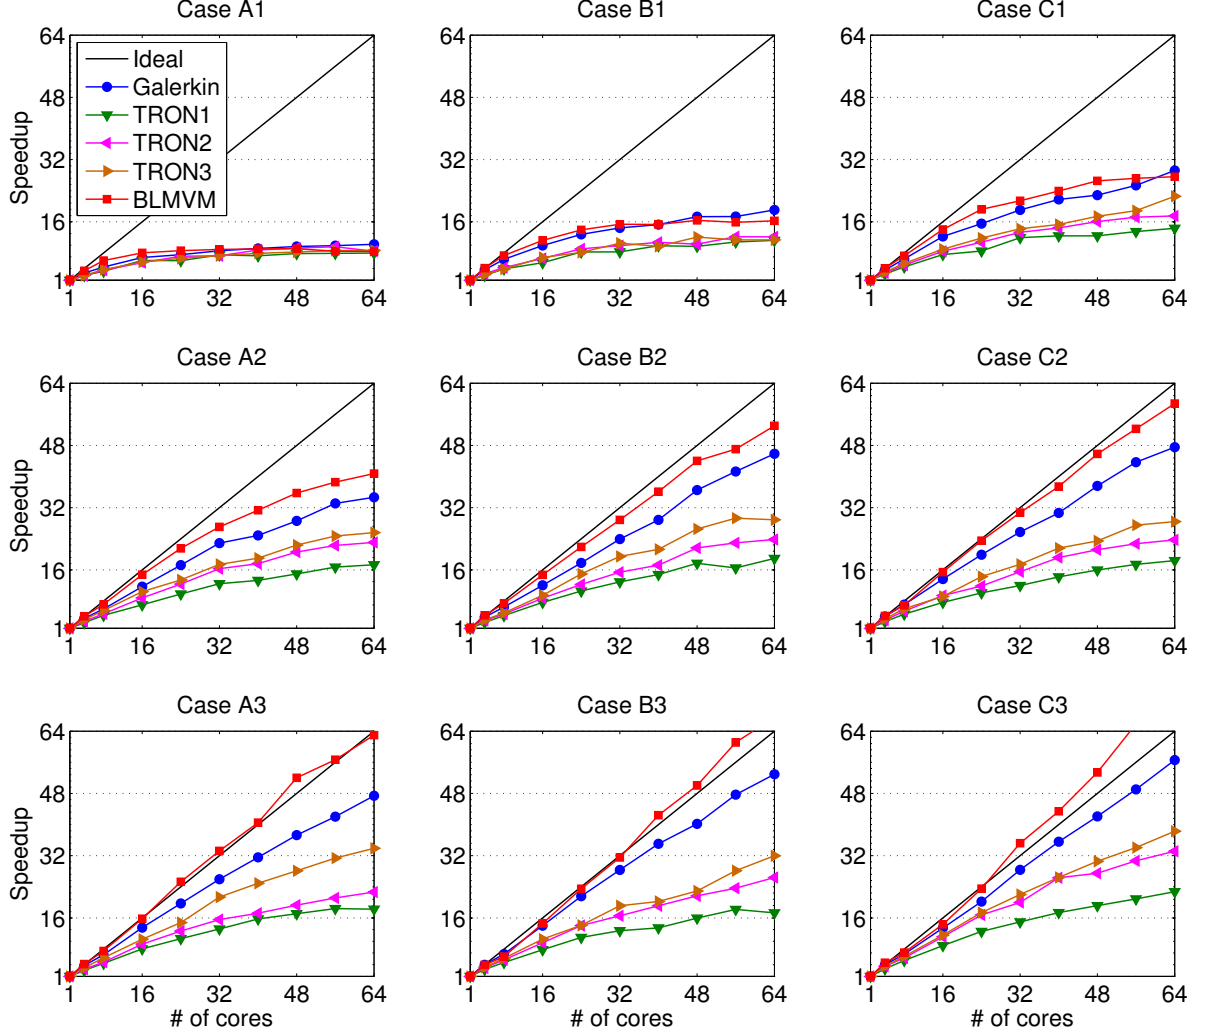 Case A1
Case B1
Case C1
64
48
32
16
1
Speedup
Ideal
Galerkin
TRON1
TRON2
TRON3
BLMVM
1 16 32 48 64
64
48
32
16
1
1 16 32 48 64
64
48
32
16
1
1 16 32 48 64
Case A2
Case B2
Case C2
64
48
32
16
1
Speedup
1 16 32 48 64
64
48
32
16
1
1 16 32 48 64
64
48
32
16
1
1 16 32 48 64
Case A3
Case B3
Case C3
64
48
32
16
1
Speedup
1 16 32 48 64
# of cores
64
48
32
16
1
1 16 32 48 64
# of cores
64
48
32
16
1
1 16 32 48 64
# of cores